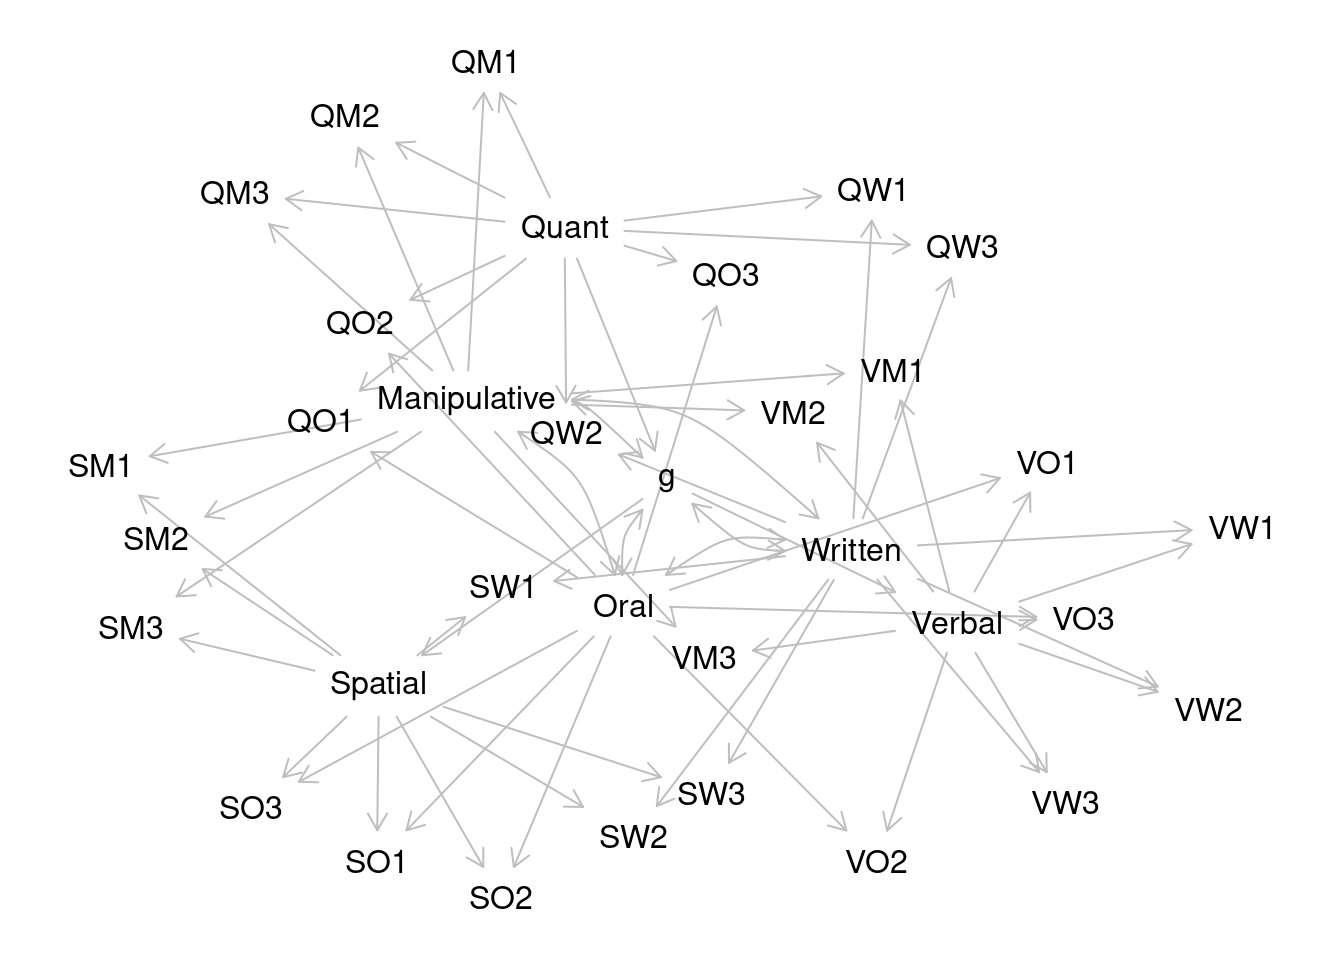 QM1
QM2
QM3
QW1
Quant
QW3
QO3
QO2
VM1
Manipulative
VM2
QO1
QW2
VO1
SM1
g
VW1
SM2
Written
SW1
Oral
VO3
Verbal
SM3
VM3
Spatial
VW2
SW3
VW3
SO3
SW2
SO1
VO2
SO2